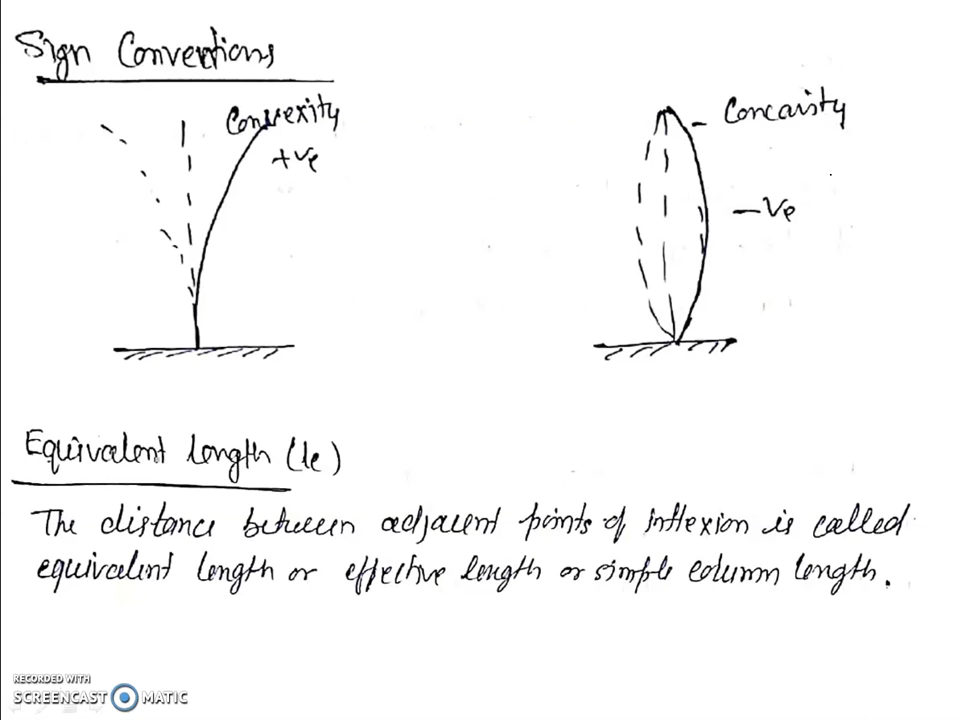 Sign Conventions
Convexity
+ve
- Concavity
-ve
Equivalent length (le)
The distance between adjacent points of inflexion is called
equivalent length or effective length or simple column length.
RECORDED WITH
SCREENCAST MATIC